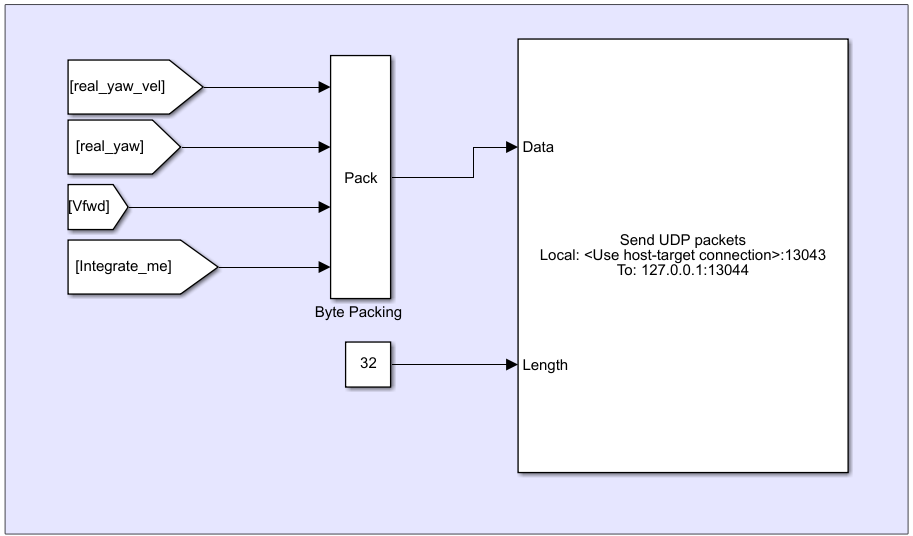 [real_yaw_vel]
[real_yaw]
[Vfwd]
[Integrate_me]
Pack
Byte Packing
32
Data
Send UDP packets
Local: <Use host-target connection>:13043
To: 127.0.0.1:13044
Length